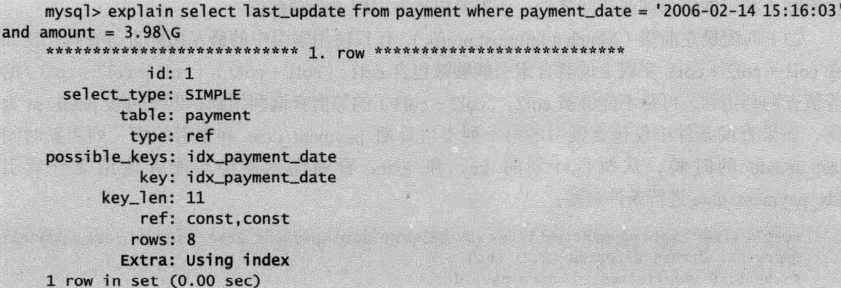 mysql> explain select last_update from payment where payment_date = '2006-02-14 15:16:03'
and amount = 3.98\G
*************************** 1. row ***************************
id: 1
select_type: SIMPLE
table: payment
type: ref
possible_keys: idx_payment_date
key: idx_payment_date
key_len: 11
ref: const,const
rows: 8
Extra: Using index
1 row in set (0.00 sec)